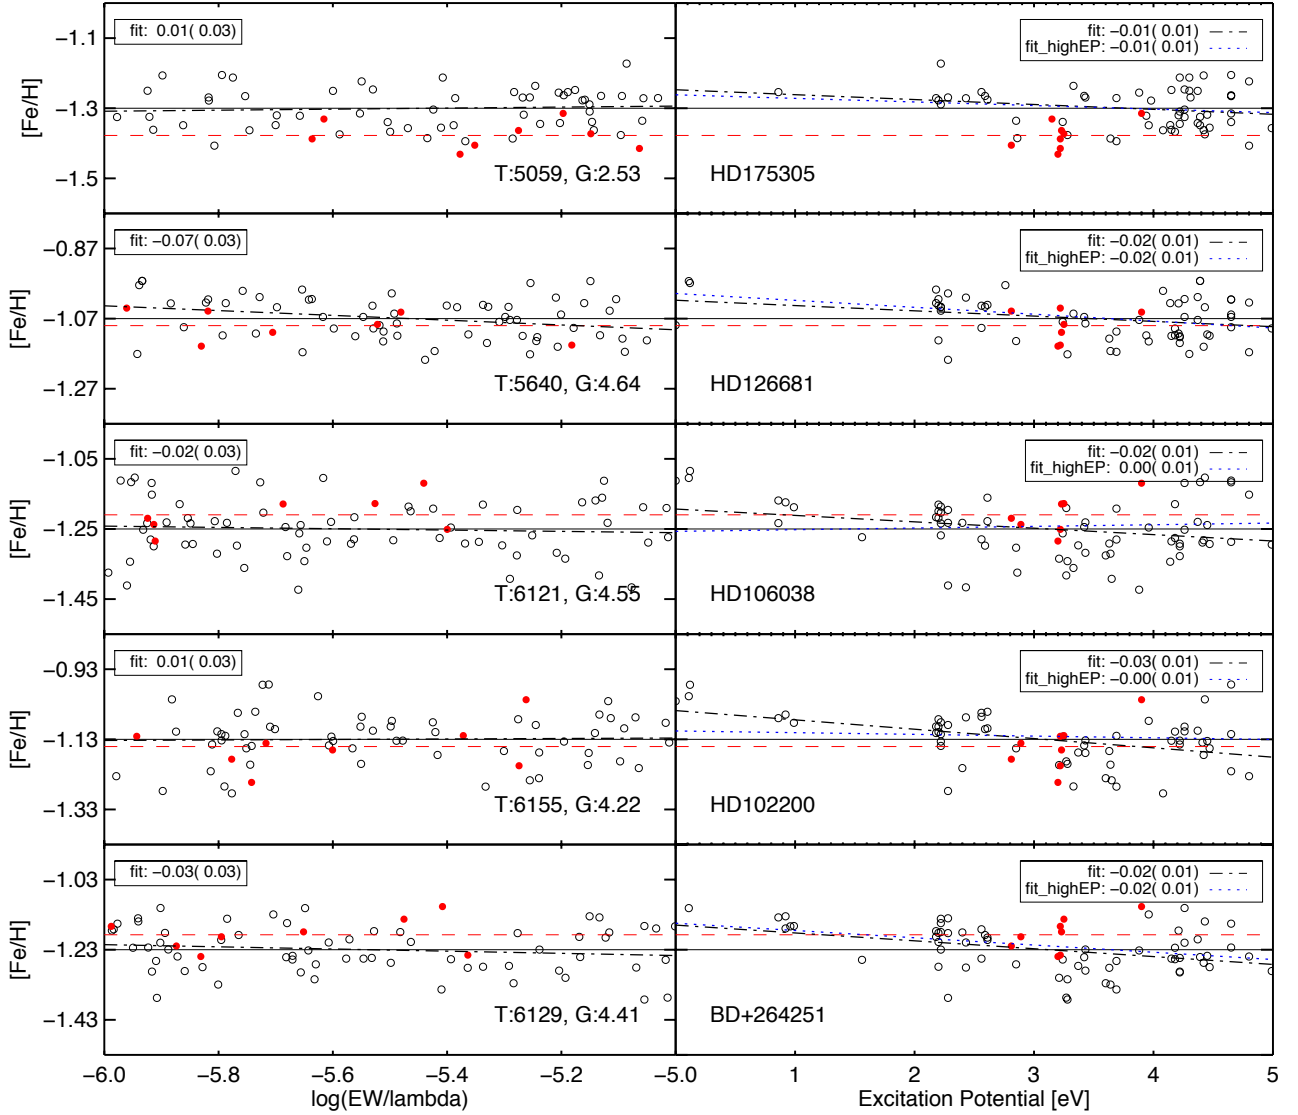 fit: 0.01( 0.03)
fit: −0.01( 0.01)
fit_highEP: −0.01( 0.01)
−1.1
−1.3
−1.5
[Fe/H]
T:5059, G:2.53
HD175305
fit: −0.07( 0.03)
fit: −0.02( 0.01)
fit_highEP: −0.02( 0.01)
−0.87
−1.07
−1.27
[Fe/H]
T:5640, G:4.64
HD126681
fit: −0.02( 0.03)
fit: −0.02( 0.01)
fit_highEP: 0.00( 0.01)
−1.05
−1.25
−1.45
[Fe/H]
T:6121, G:4.55
HD106038
fit: 0.01( 0.03)
fit: −0.03( 0.01)
fit_highEP: −0.00( 0.01)
−0.93
−1.13
−1.33
[Fe/H]
T:6155, G:4.22
HD102200
fit: −0.03( 0.03)
fit: −0.02( 0.01)
fit_highEP: −0.02( 0.01)
−1.03
−1.23
−1.43
[Fe/H]
T:6129, G:4.41
BD+264251
−6.0 −5.8 −5.6 −5.4 −5.2 −5.0 1 2 3 4 5
log(EW/lambda)
Excitation Potential [eV]